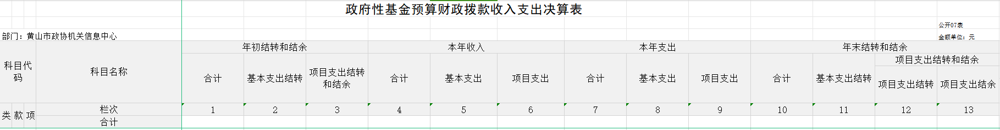 政府性基金预算财政拨款收入支出决算表
公开07表
部门：黄山市政协机关信息中心 金额单位：元
科目代码 科目名称 年初结转和结余 本年收入 本年支出 年末结转和结余
合计 基本支出结转 项目支出结转和结余 合计 基本支出 项目支出 合计 基本支出 项目支出 合计 基本支出结转 项目支出结转和结余
项目支出结转 项目支出结余
类 款 项 栏次 1 2 3 4 5 6 7 8 9 10 11 12 13
合计